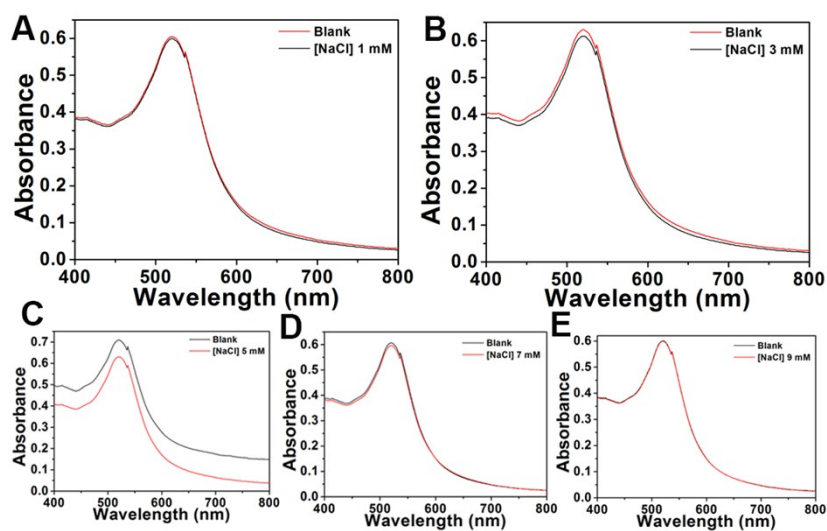 A
Blank
[NaCl] 1 mM
Absorbance
0.6
0.5
0.4
0.3
0.2
0.1
0.0
400 500 600 700 800
Wavelength (nm)
B
Blank
[NaCl] 3 mM
Absorbance
0.6
0.5
0.4
0.3
0.2
0.1
0.0
400 500 600 700 800
Wavelength (nm)
C
Blank
[NaCl] 5 mM
Absorbance
0.7
0.6
0.5
0.4
0.3
0.2
0.1
0.0
400 500 600 700 800
Wavelength (nm)
D
Blank
[NaCl] 7 mM
Absorbance
0.6
0.5
0.4
0.3
0.2
0.1
0.0
400 500 600 700 800
Wavelength (nm)
E
Blank
[NaCl] 9 mM
Absorbance
0.6
0.5
0.4
0.3
0.2
0.1
0.0
400 500 600 700 800
Wavelength (nm)